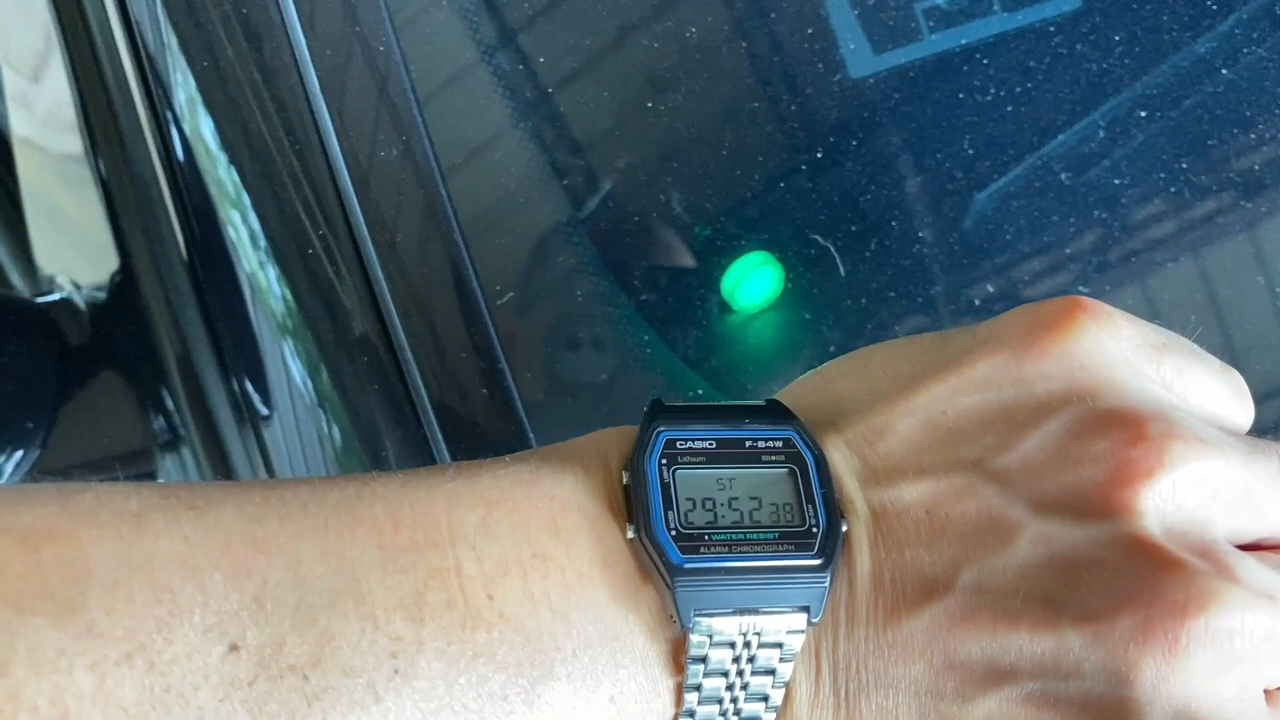 CASIO F-84W
Lithium
LIGHT
ST
29:52 38
MODE
WATER RESIST
ALARM CHRONOGRAPH